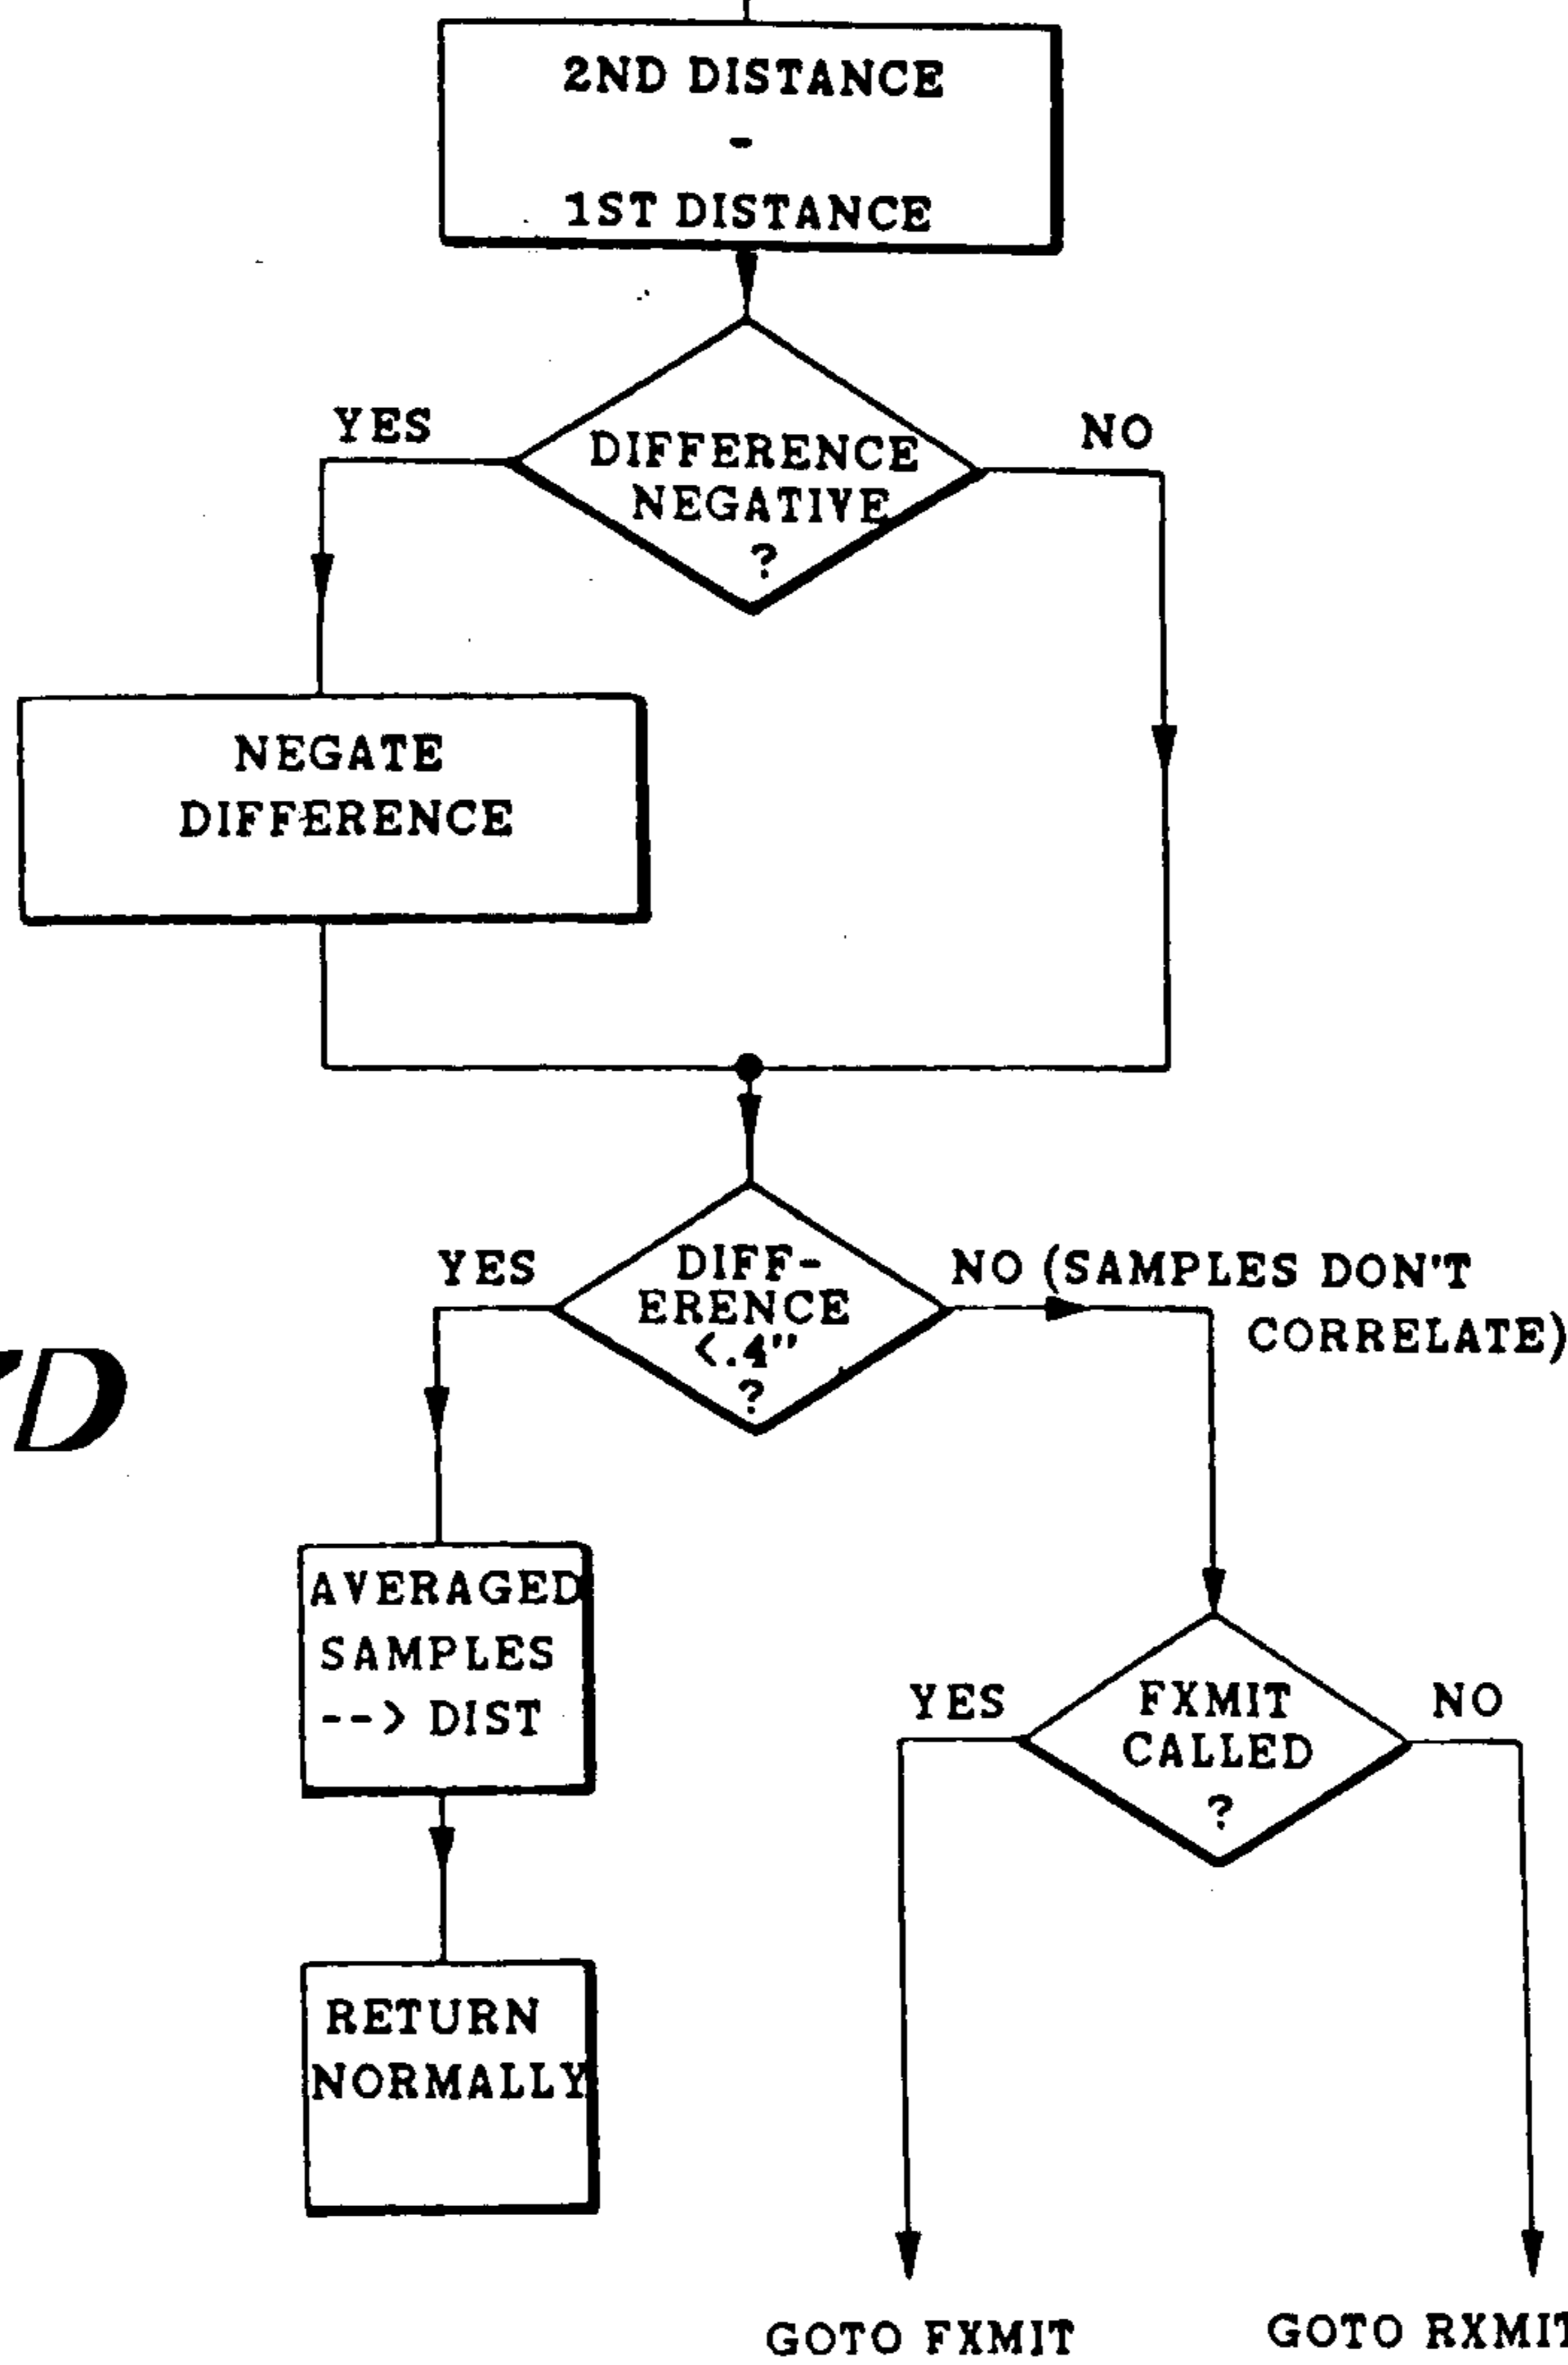 2ND DISTANCE
-
1ST DISTANCE
YES
NO
DIFFERENCE
NEGATIVE
?
NEGATE
DIFFERENCE
YES
DIFF-
ERENCE
<.4"
?
NO (SAMPLES DON'T
CORRELATE)
D
AVERAGED
SAMPLES
--> DIST
YES
FXMIT
CALLED
?
NO
RETURN
NORMALLY
GOTO FXMIT
GOTO RXMIT